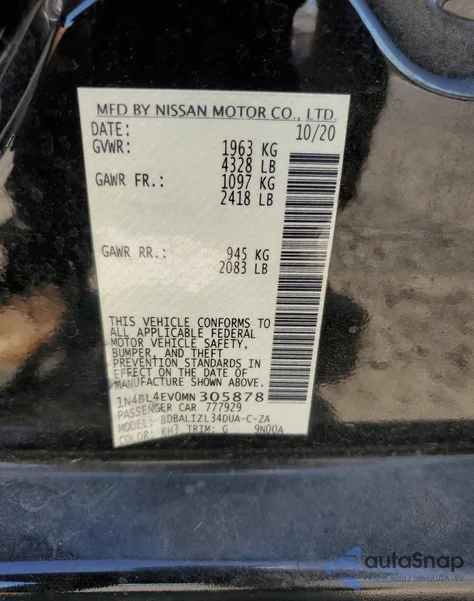 MFD BY NISSAN MOTOR CO., LTD.
DATE: 10/20
GVWR: 1963 KG
4328 LB
GAWR FR.: 1097 KG
2418 LB
GAWR RR.: 945 KG
2083 LB
THIS VEHICLE CONFORMS TO
ALL APPLICABLE FEDERAL
MOTOR VEHICLE SAFETY,
BUMPER, AND THEFT
PREVENTION STANDARDS IN
EFFECT ON THE DATE OF
MANUFACTURE SHOWN ABOVE.
1N4BL4EV0MN305878
PASSENGER CAR 777929
MODEL: BDBALIZL34DUA-C-ZA
COLOR: KH3 TRIM: G 9N00A
autoSnap